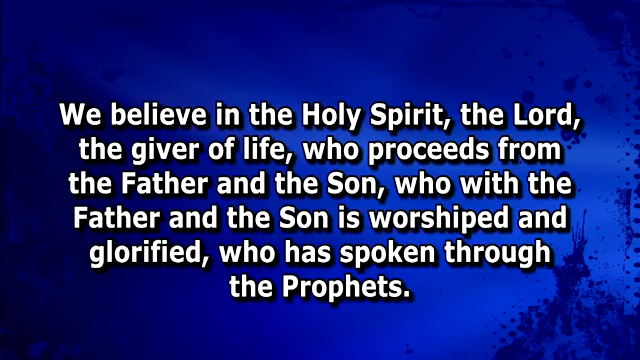 We believe in the Holy Spirit, the Lord,
the giver of life, who proceeds from
the Father and the Son, who with the
Father and the Son is worshiped and
glorified, who has spoken through
the Prophets.